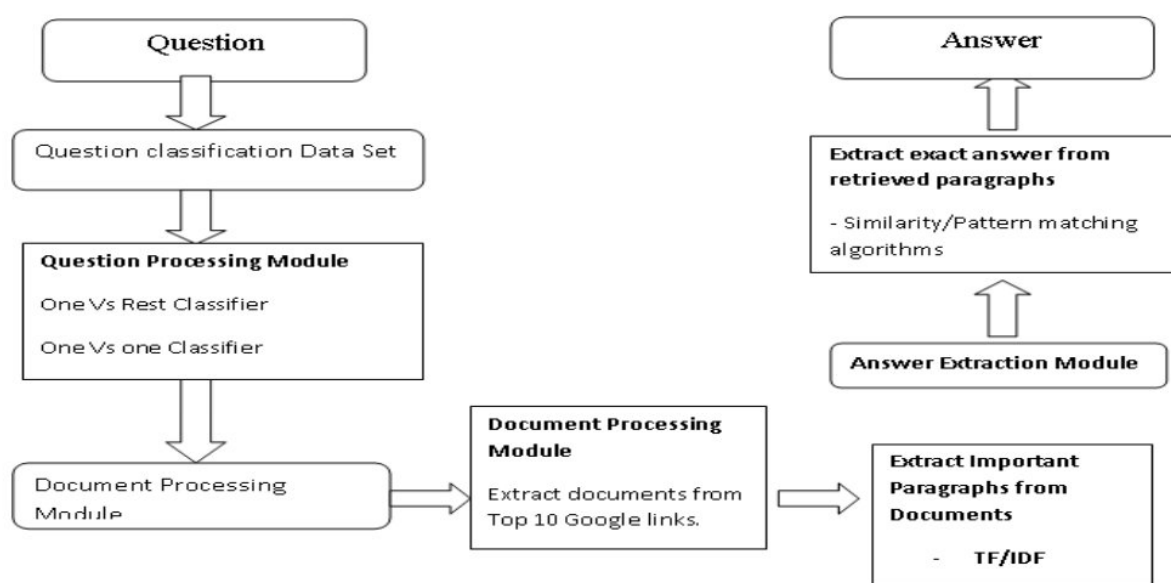 Question
Question classification Data Set
Question Processing Module
One Vs Rest Classifier
One Vs one Classifier
Document Processing
Module
Document Processing
Module
Extract documents from
Top 10 Google links.
Extract Important
Paragraphs from
Documents
- TF/IDF
Answer Extraction Module
Extract exact answer from
retrieved paragraphs
- Similarity/Pattern matching
algorithms
Answer